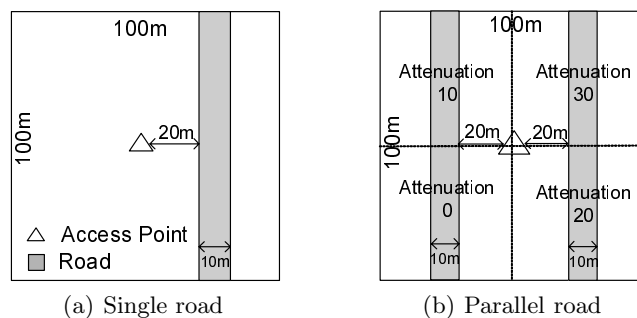 100m
100m
20m
Access Point
Road
10m
(a) Single road
100m
100m
Attenuation
10
Attenuation
30
20m
20m
Attenuation
0
Attenuation
20
10m
10m
(b) Parallel road